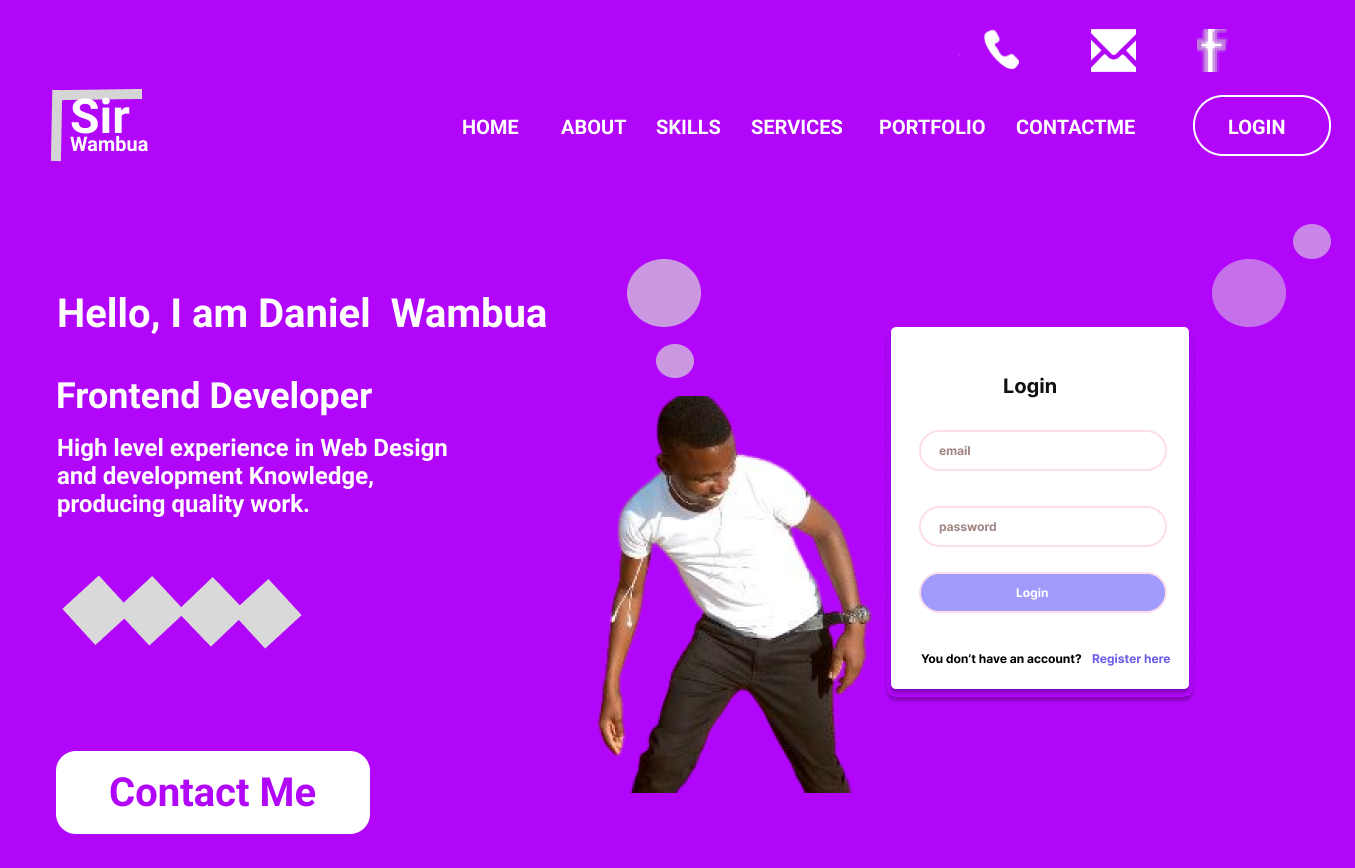 Sir
Wambua
HOME ABOUT SKILLS SERVICES PORTFOLIO CONTACTME LOGIN
Hello, I am Daniel  Wambua
Frontend Developer
High level experience in Web Design
and development Knowledge,
producing quality work.
Contact Me
Login
email
password
Login
You don’t have an account? Register here